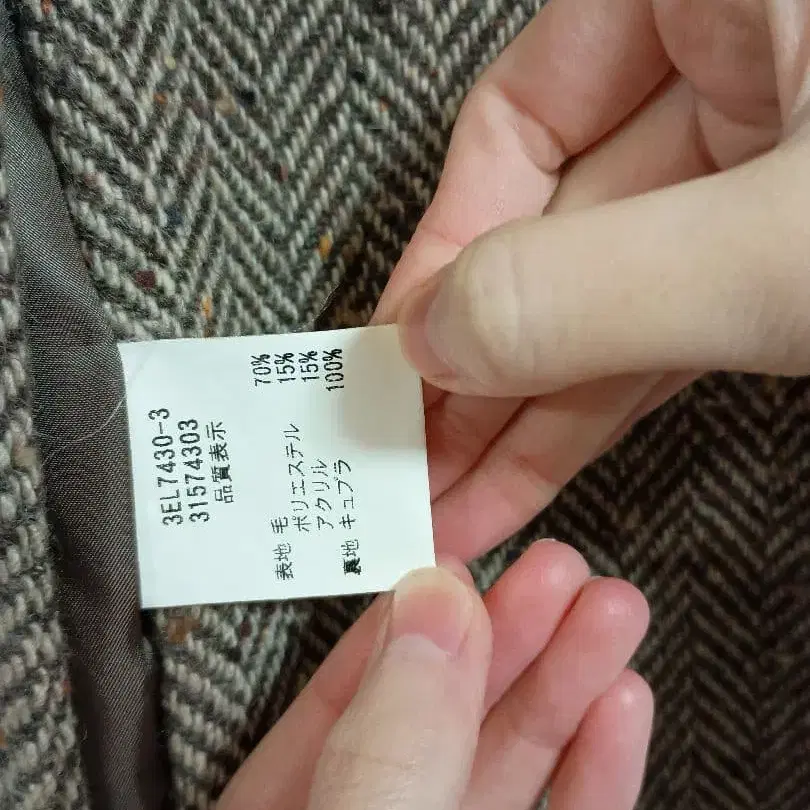 3EL7430-3
31574303
品質表示
表地 毛 70%
ポリエステル 15%
アクリル 15%
裏地 キュプラ 100%